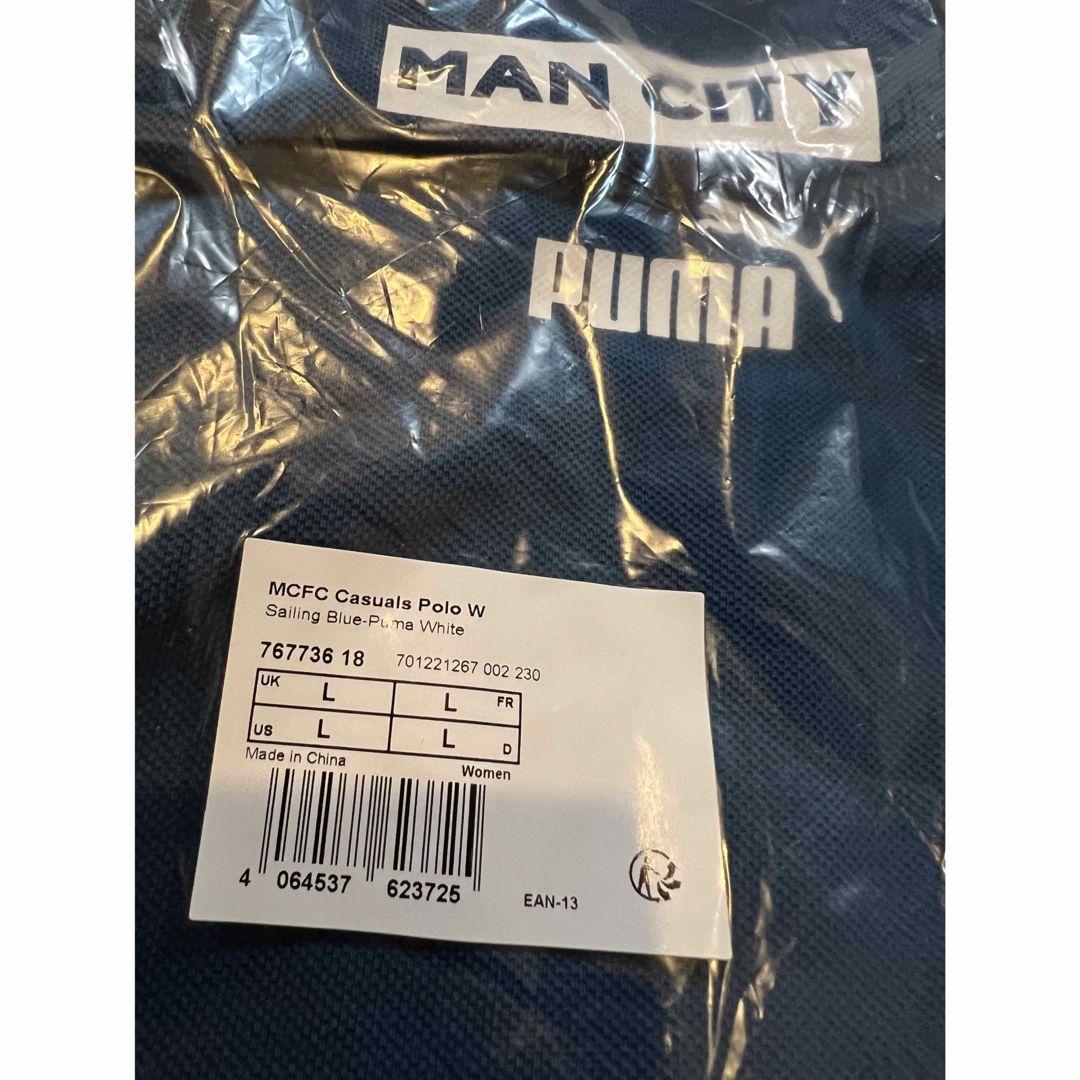 MAN CITY
PUMA
MCFC Casuals Polo W
Sailing Blue-Puma White
767736 18 701221267 002 230
UK L L FR
US L L D
Made in China
Women
4 064537 623725
EAN-13